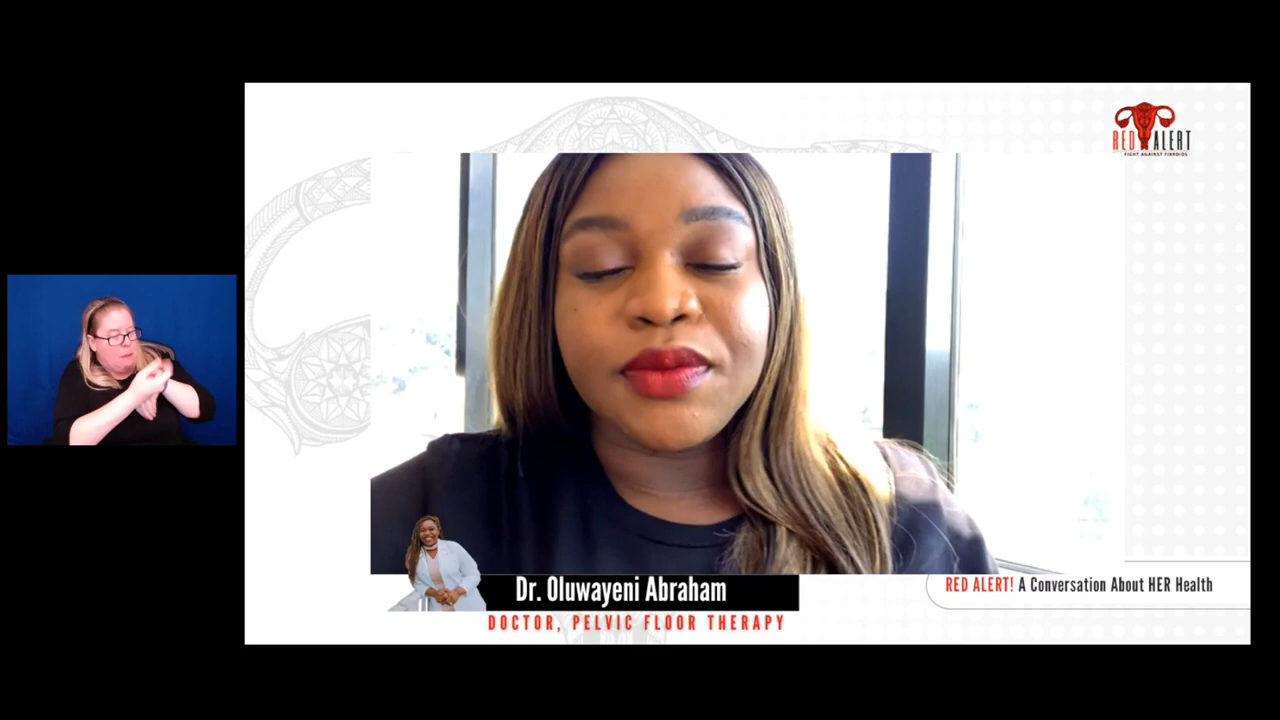 RED ALERT
FIGHT AGAINST FIBROIDS
Dr. Oluwayeni Abraham
DOCTOR, PELVIC FLOOR THERAPY
RED ALERT! A Conversation About HER Health